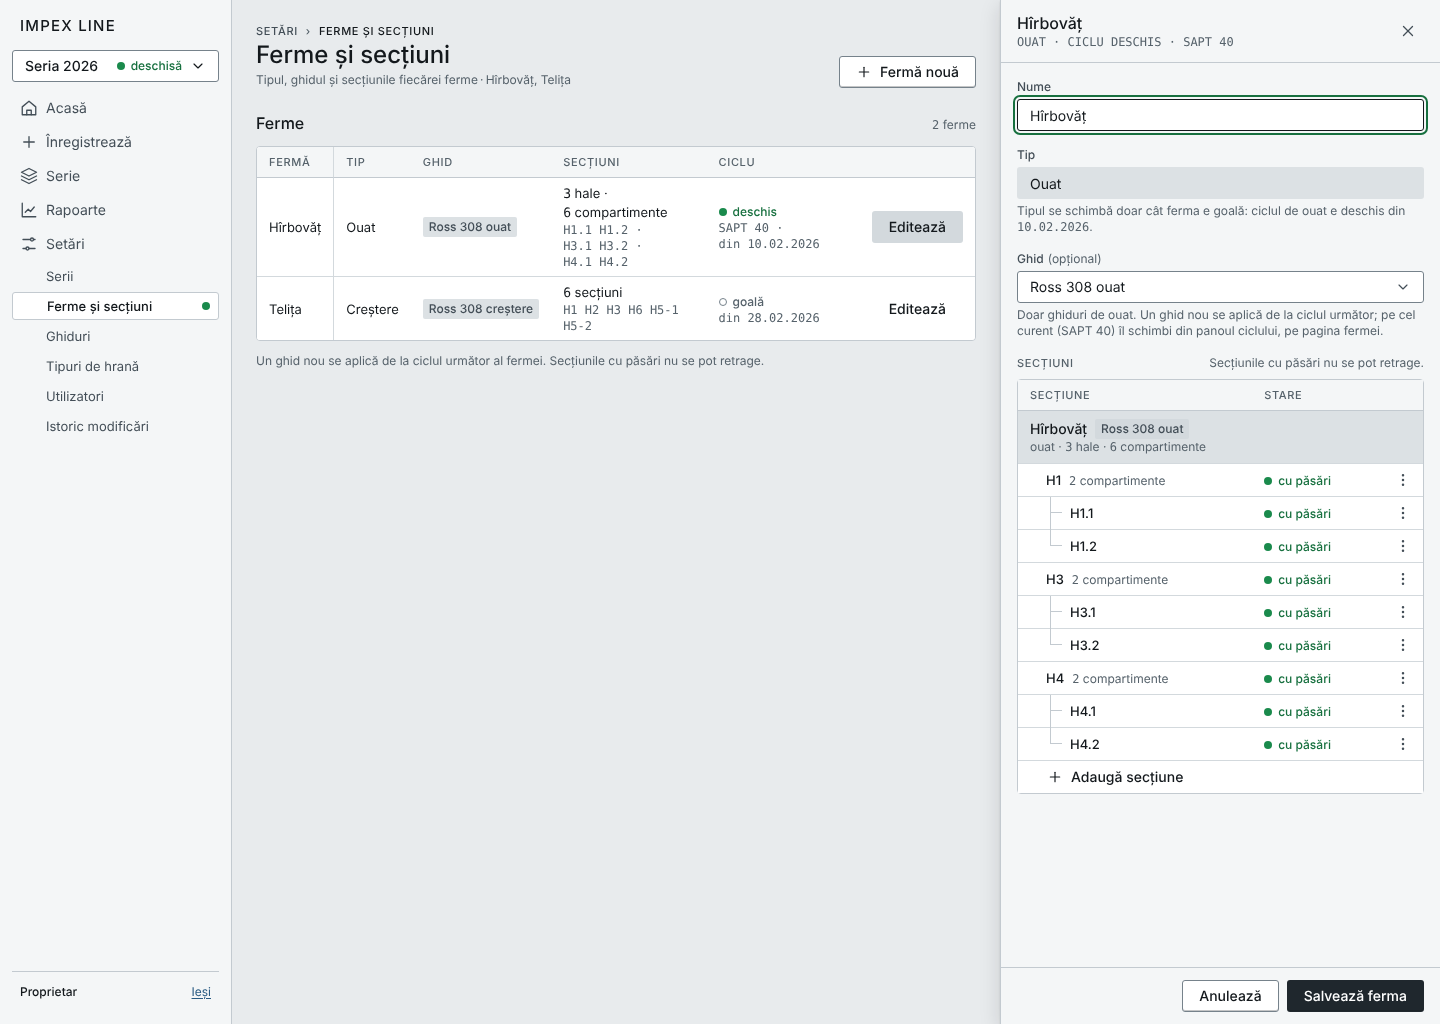 IMPEX LINE
Seria 2026 deschisă
Acasă
Înregistrează
Serie
Rapoarte
Setări
Serii
Ferme și secțiuni
Ghiduri
Tipuri de hrană
Utilizatori
Istoric modificări
Proprietar Ieși
SETĂRI › FERME ȘI SECȚIUNI
Ferme și secțiuni
Tipul, ghidul și secțiunile fiecărei ferme · Hîrbovăț, Telița
+ Fermă nouă
Ferme
2 ferme
FERMĂ TIP GHID SECȚIUNI CICLU
Hîrbovăț Ouat Ross 308 ouat
3 hale ·
6 compartimente
H1.1 H1.2 ·
H3.1 H3.2 ·
H4.1 H4.2
deschis
SAPT 40 ·
din 10.02.2026
Editează
Telița Creștere Ross 308 creștere
6 secțiuni
H1 H2 H3 H6 H5-1
H5-2
goală
din 28.02.2026
Editează
Un ghid nou se aplică de la ciclul următor al fermei. Secțiunile cu păsări nu se pot retrage.
Hîrbovăț
OUAT · CICLU DESCHIS · SAPT 40
Nume
Hîrbovăț
Tip
Ouat
Tipul se schimbă doar cât ferma e goală: ciclul de ouat e deschis din
10.02.2026.
Ghid (opțional)
Ross 308 ouat
Doar ghiduri de ouat. Un ghid nou se aplică de la ciclul următor; pe cel
curent (SAPT 40) îl schimbi din panoul ciclului, pe pagina fermei.
SECȚIUNI Secțiunile cu păsări nu se pot retrage.
SECȚIUNE STARE
Hîrbovăț Ross 308 ouat
ouat · 3 hale · 6 compartimente
H1 2 compartimente cu păsări
H1.1 cu păsări
H1.2 cu păsări
H3 2 compartimente cu păsări
H3.1 cu păsări
H3.2 cu păsări
H4 2 compartimente cu păsări
H4.1 cu păsări
H4.2 cu păsări
+ Adaugă secțiune
Anulează Salvează ferma